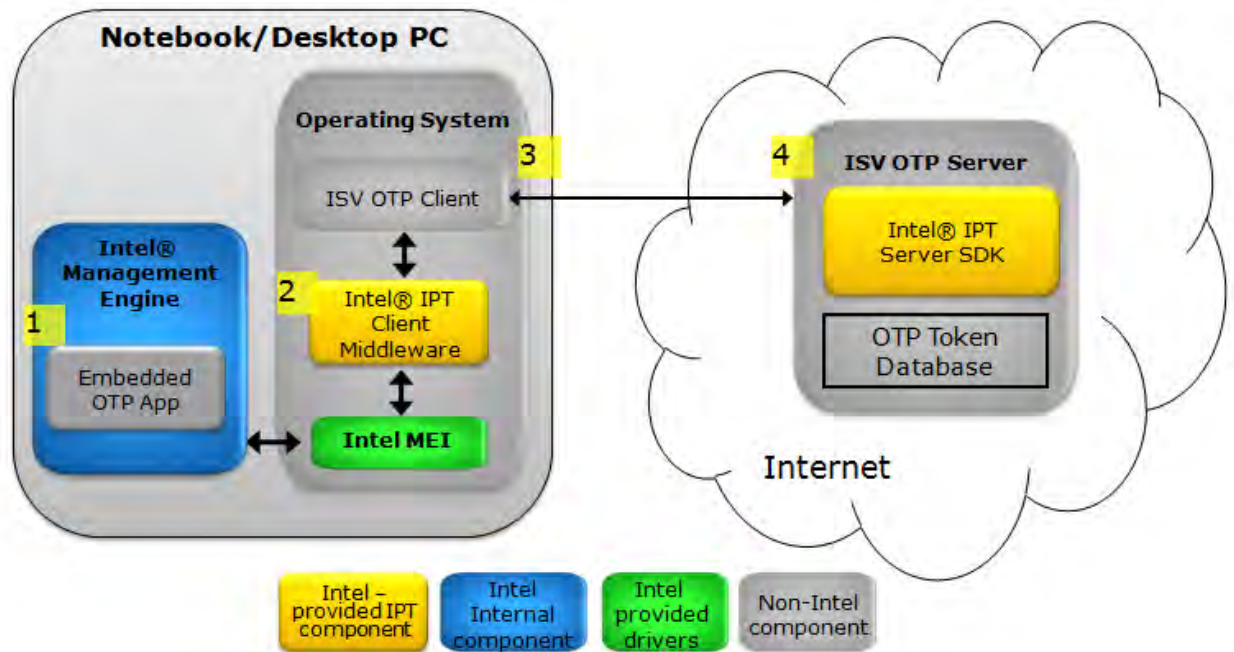 Notebook/Desktop PC
Operating System
3
ISV OTP Client
Intel®
Management
Engine
1
Embedded
OTP App
2
Intel® IPT
Client
Middleware
Intel MEI
4
ISV OTP Server
Intel® IPT
Server SDK
OTP Token
Database
Internet
Intel –
provided IPT
component
Intel
Internal
component
Intel
provided
drivers
Non-Intel
component